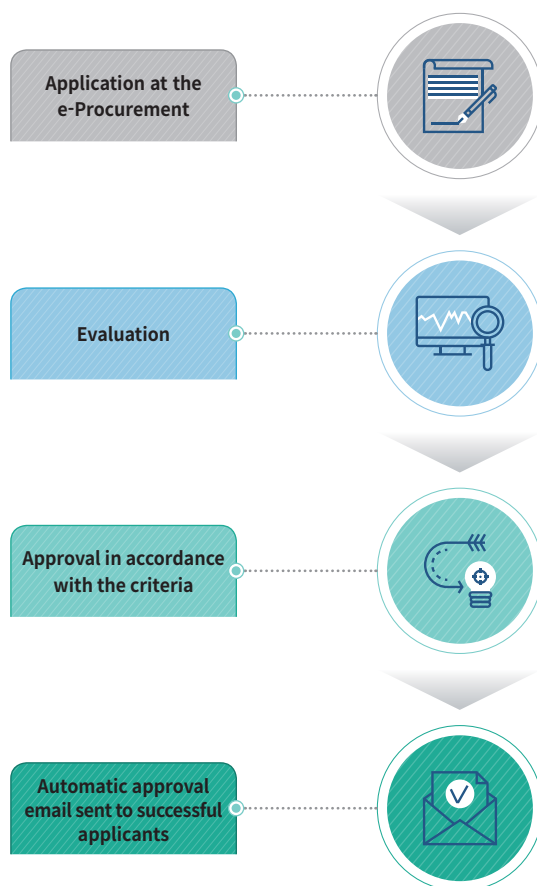 Application at the
e-Procurement
Evaluation
Approval in accordance
with the criteria
Automatic approval
email sent to successful
applicants